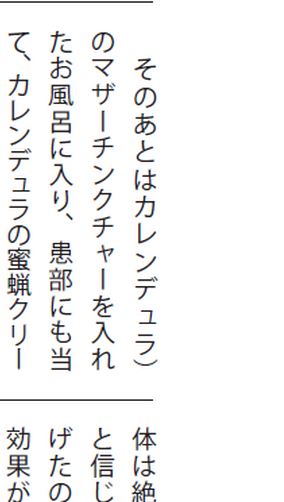 そのあとはカレンデュラ）
のマザーチンクチャーを入れ
たお風呂に入り、患部にも当
て、カレンデュラの蜜蝋クリー
体は絶
と信じ
げたの
効果が